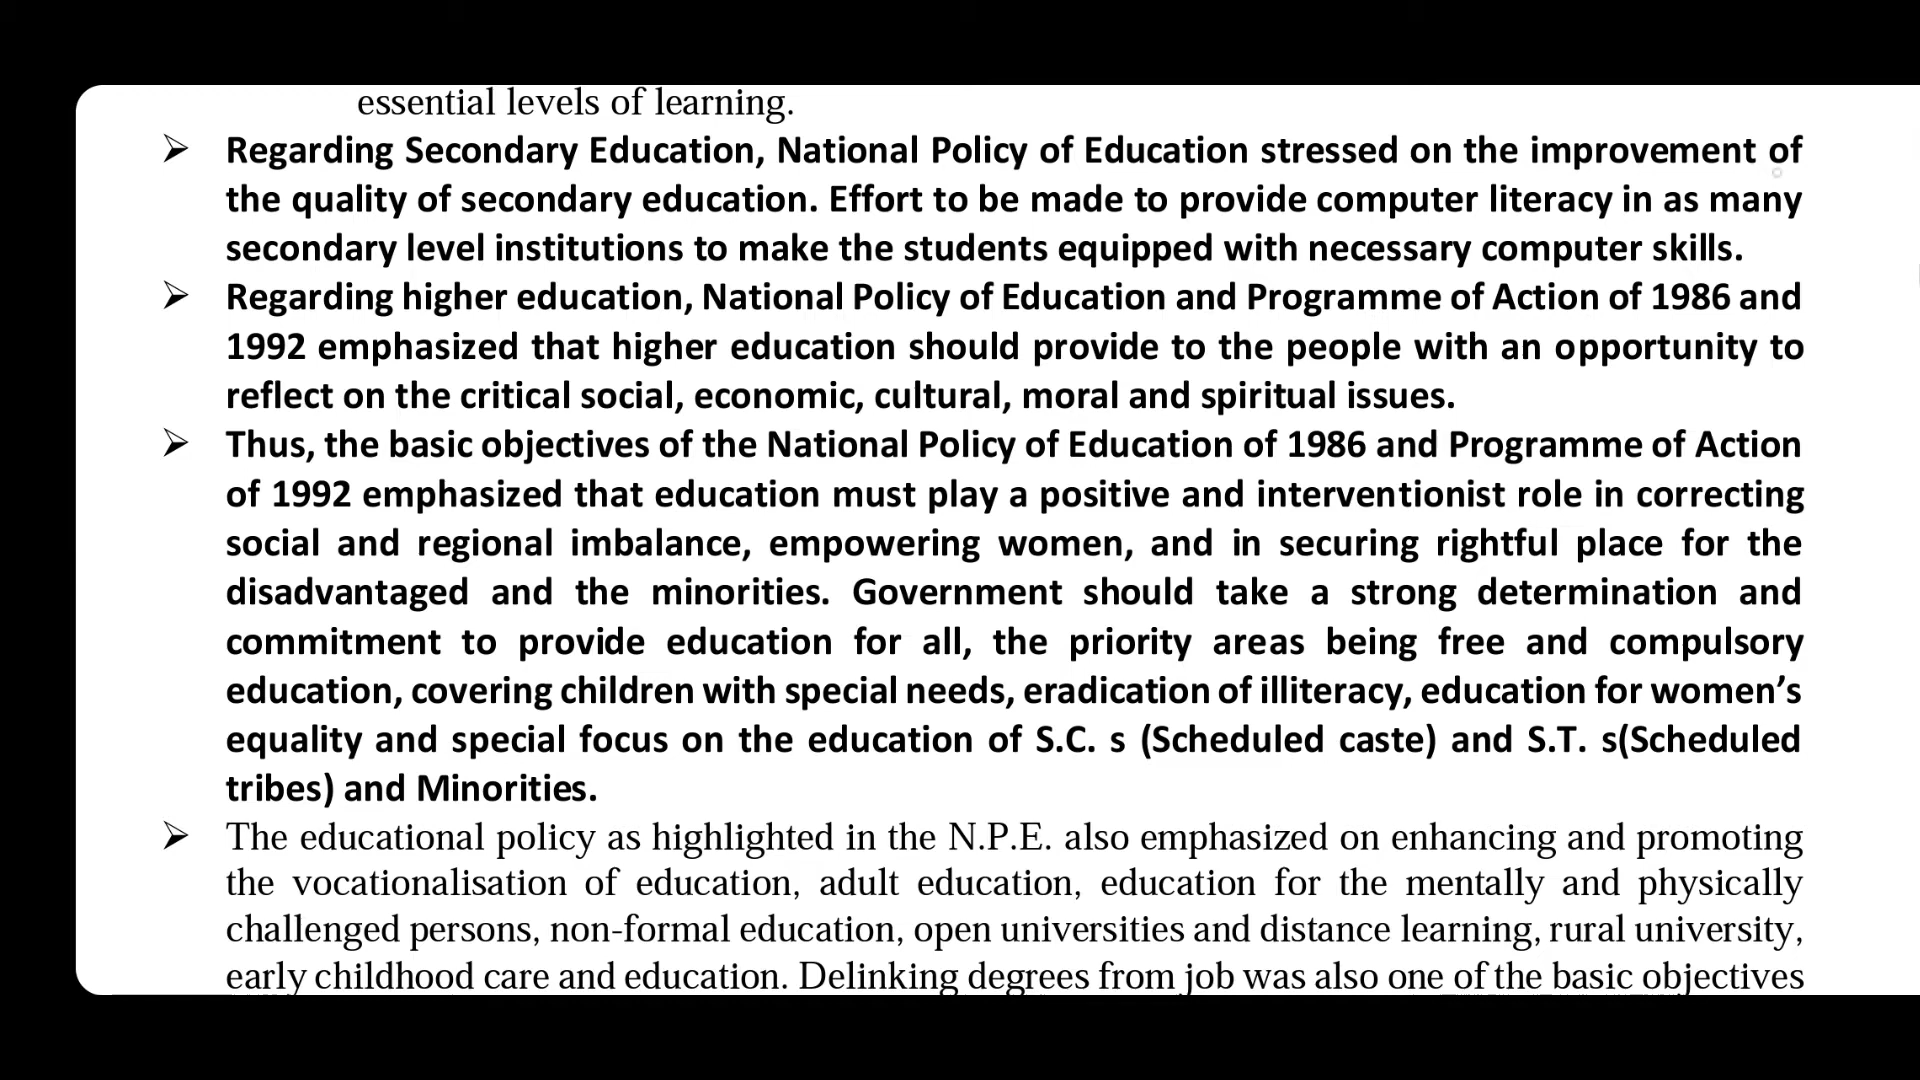 essential levels of learning.
➢ Regarding Secondary Education, National Policy of Education stressed on the improvement of
the quality of secondary education. Effort to be made to provide computer literacy in as many
secondary level institutions to make the students equipped with necessary computer skills.
➢ Regarding higher education, National Policy of Education and Programme of Action of 1986 and
1992 emphasized that higher education should provide to the people with an opportunity to
reflect on the critical social, economic, cultural, moral and spiritual issues.
➢ Thus, the basic objectives of the National Policy of Education of 1986 and Programme of Action
of 1992 emphasized that education must play a positive and interventionist role in correcting
social and regional imbalance, empowering women, and in securing rightful place for the
disadvantaged and the minorities. Government should take a strong determination and
commitment to provide education for all, the priority areas being free and compulsory
education, covering children with special needs, eradication of illiteracy, education for women’s
equality and special focus on the education of S.C. s (Scheduled caste) and S.T. s(Scheduled
tribes) and Minorities.
➢ The educational policy as highlighted in the N.P.E. also emphasized on enhancing and promoting
the vocationalisation of education, adult education, education for the mentally and physically
challenged persons, non-formal education, open universities and distance learning, rural university,
early childhood care and education. Delinking degrees from job was also one of the basic objectives